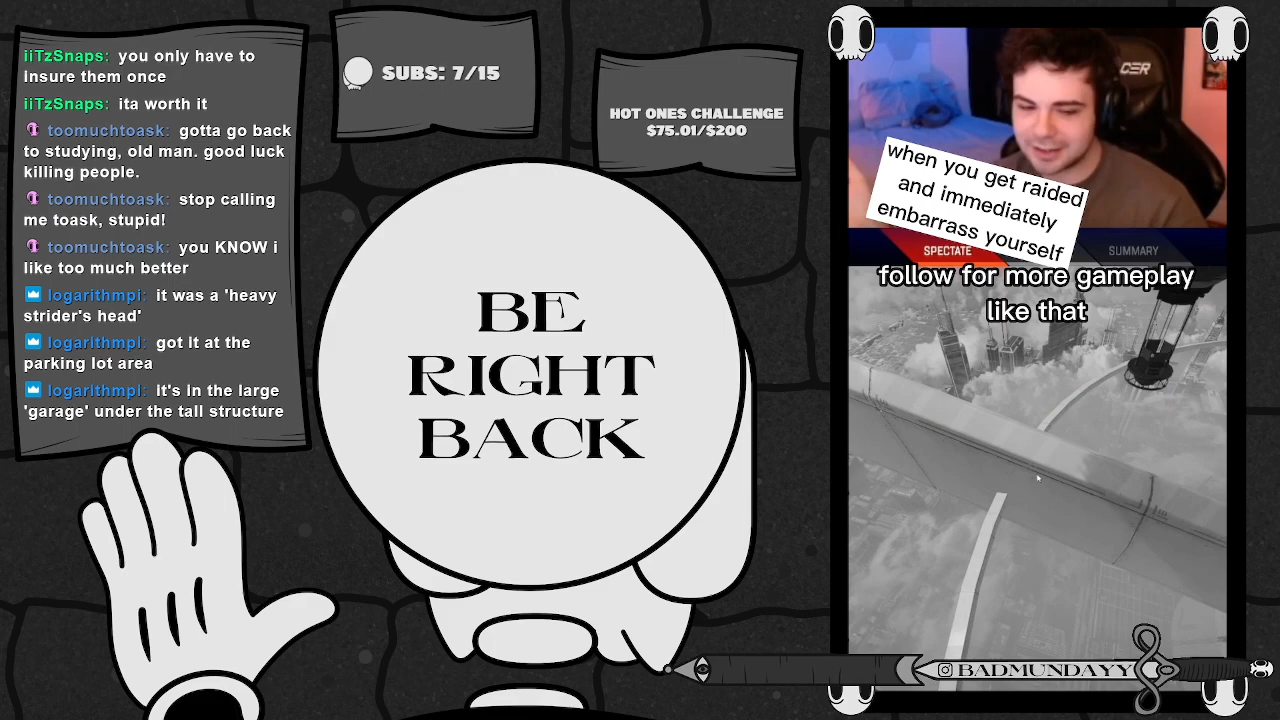 iiTzSnaps: you only have to
insure them once
iiTzSnaps: ita worth it
toomuchtoask: gotta go back
to studying, old man. good luck
killing people.
toomuchtoask: stop calling
me toask, stupid!
toomuchtoask: you KNOW i
like too much better
logarithmpi: it was a 'heavy
strider's head'
logarithmpi: got it at the
parking lot area
logarithmpi: It's in the large
'garage' under the tall structure
SUBS: 7/15
HOT ONES CHALLENGE
$75.01/$200
BE
RIGHT
BACK
when you get raided
and immediately
embarrass yourself
SPECTATE
SUMMARY
follow for more gameplay
like that
BADMUNDAYY